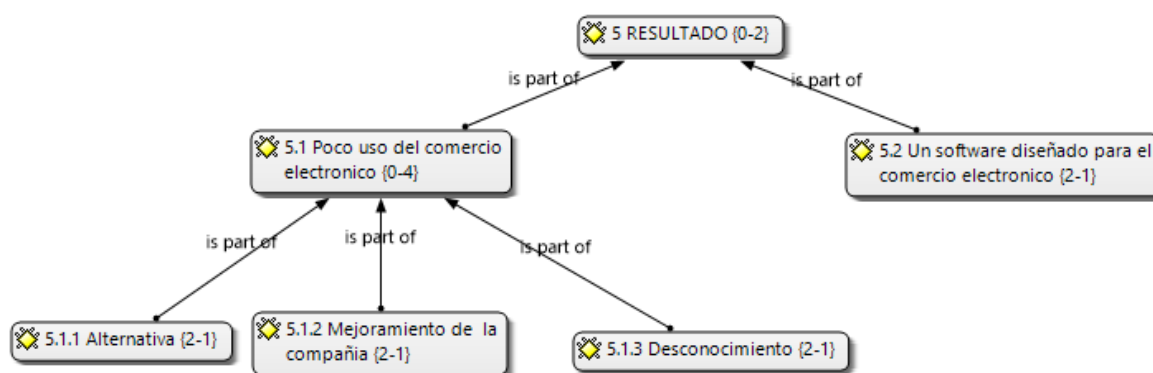 5 RESULTADO {0-2}
is part of
is part of
5.1 Poco uso del comercio
electronico {0-4}
5.2 Un software diseñado para el
comercio electronico {2-1}
is part of
is part of
is part of
5.1.1 Alternativa {2-1}
5.1.2 Mejoramiento de la
compañia {2-1}
5.1.3 Desconocimiento {2-1}